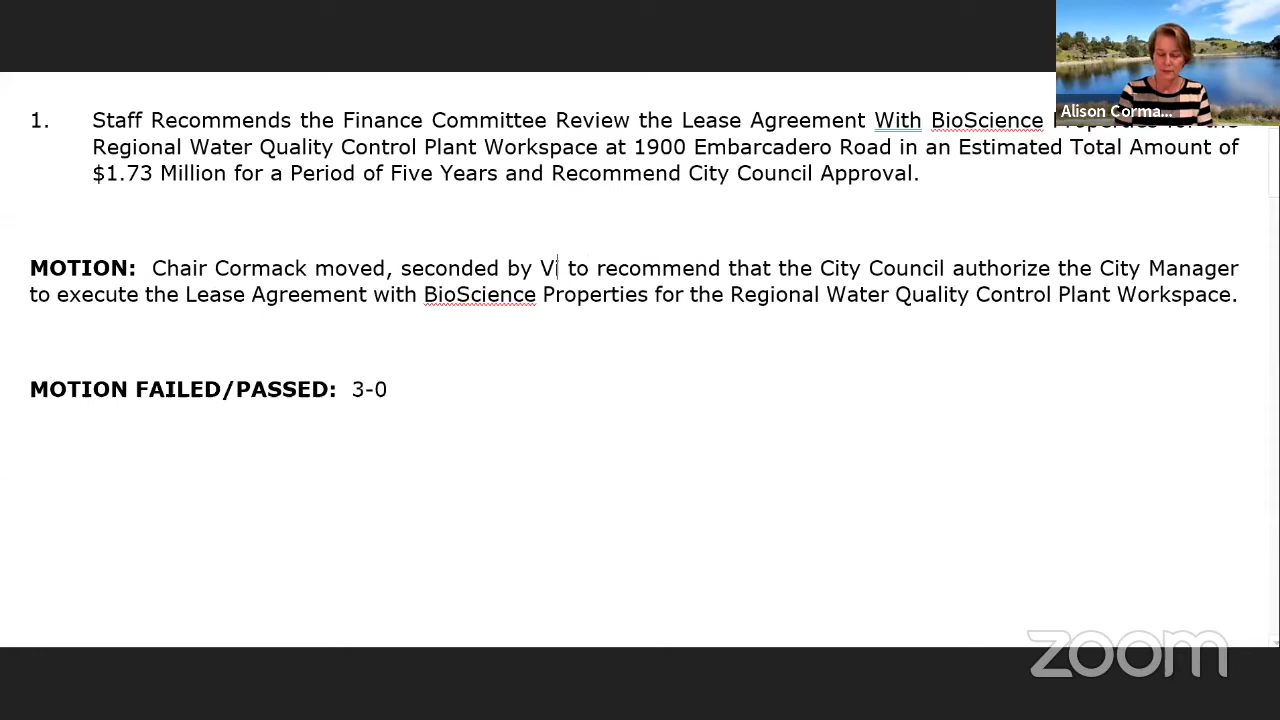 Alison Corma...
1. Staff Recommends the Finance Committee Review the Lease Agreement With BioScience
Regional Water Quality Control Plant Workspace at 1900 Embarcadero Road in an Estimated Total Amount of
$1.73 Million for a Period of Five Years and Recommend City Council Approval.
MOTION: Chair Cormack moved, seconded by Vi to recommend that the City Council authorize the City Manager
to execute the Lease Agreement with BioScience Properties for the Regional Water Quality Control Plant Workspace.
MOTION FAILED/PASSED: 3-0
zoom